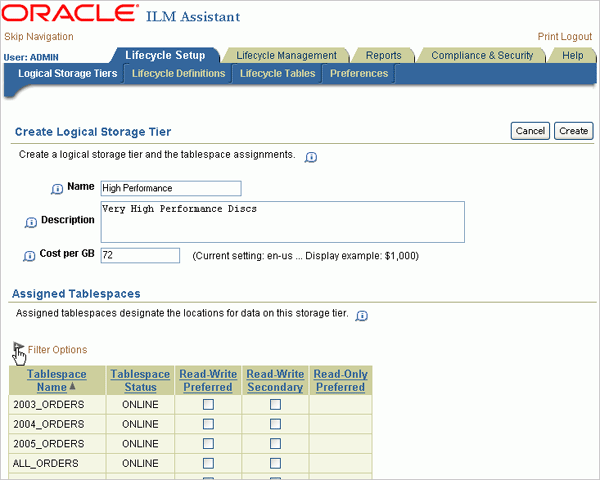 ORACLE ILM Assistant
Skip Navigation Print Logout
User: ADMIN Lifecycle Setup Lifecycle Management Reports Compliance & Security Help
Logical Storage Tiers Lifecycle Definitions Lifecycle Tables Preferences
Create Logical Storage Tier Cancel Create
Create a logical storage tier and the tablespace assignments.
Name High Performance
Very High Performance Discs
Description
Cost per GB 72 (Current setting: en-us ... Display example: $1,000)
Assigned Tablespaces
Assigned tablespaces designate the locations for data on this storage tier.
Filter Options
Tablespace Tablespace Read-Write Read-Write Read-Only
Name Status Preferred Secondary Preferred
2003_ORDERS ONLINE
2004_ORDERS ONLINE
2005_ORDERS ONLINE
ALL_ORDERS ONLINE